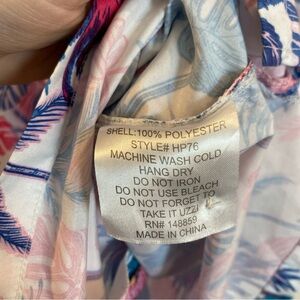 SHELL:100% POLYESTER
STYLE# HP76
MACHINE WASH COLD
HANG DRY
DO NOT IRON
DO NOT USE BLEACH
DO NOT FORGET TO
TAKE IT UZZI
RN# 148859
MADE IN CHINA